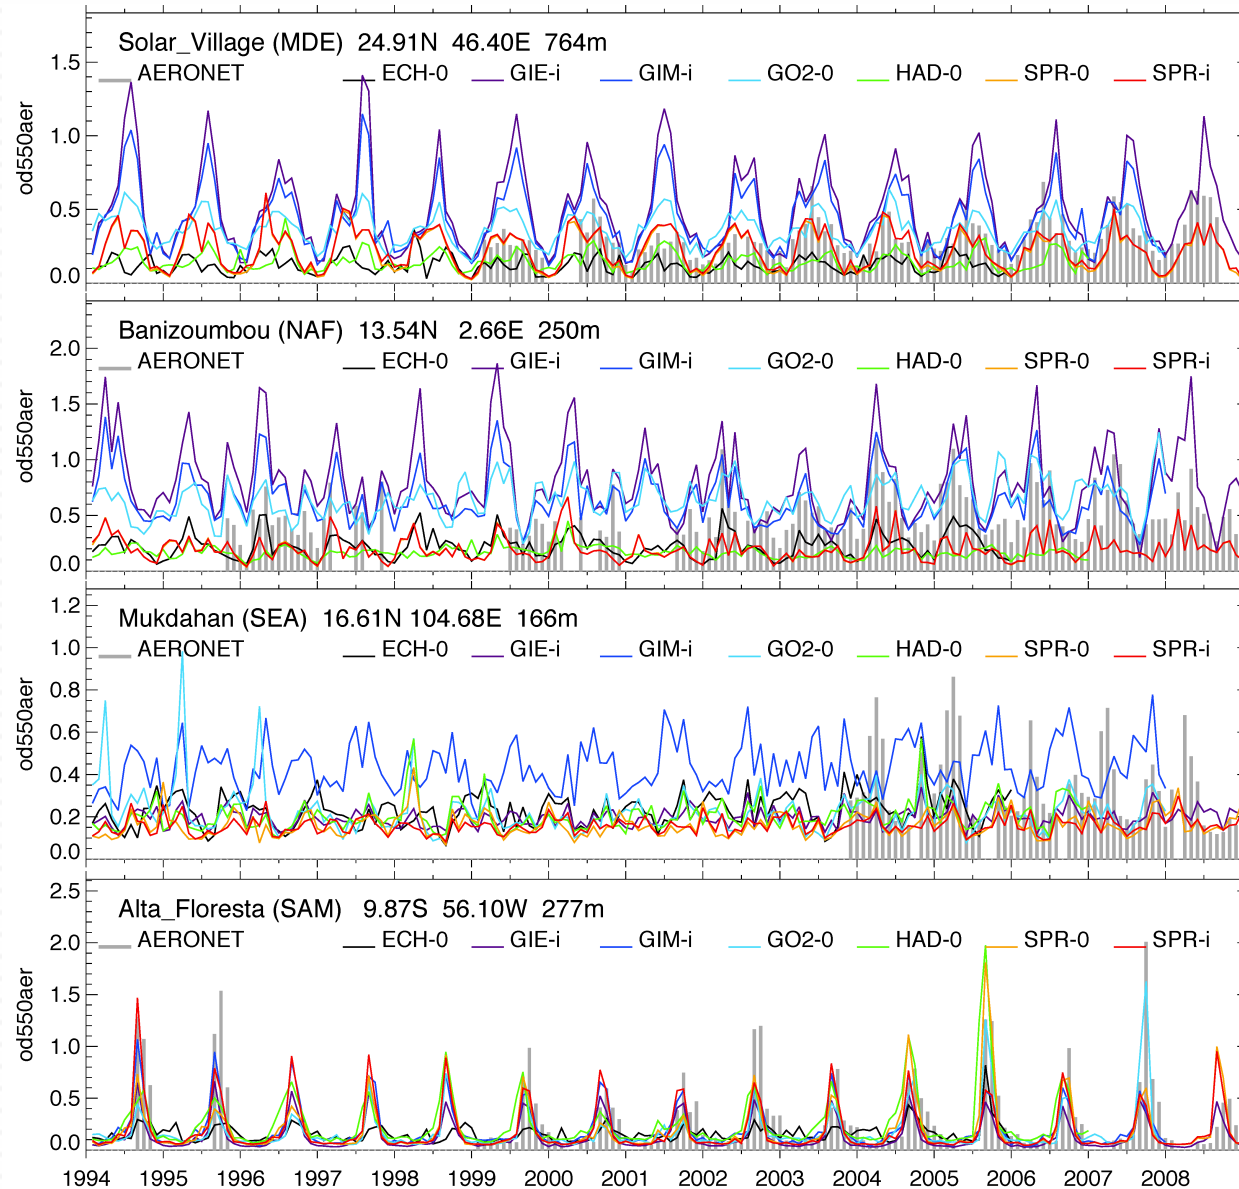 Solar_Village (MDE) 24.91N 46.40E 764m
AERONET ECH-0 GIE-i GIM-i GO2-0 HAD-0 SPR-0 SPR-i
od550aer
1.5
1.0
0.5
0.0
Banizoumbou (NAF) 13.54N 2.66E 250m
AERONET ECH-0 GIE-i GIM-i GO2-0 HAD-0 SPR-0 SPR-i
od550aer
2.0
1.5
1.0
0.5
0.0
Mukdahan (SEA) 16.61N 104.68E 166m
AERONET ECH-0 GIE-i GIM-i GO2-0 HAD-0 SPR-0 SPR-i
od550aer
1.2
1.0
0.8
0.6
0.4
0.2
0.0
Alta_Floresta (SAM) 9.87S 56.10W 277m
AERONET ECH-0 GIE-i GIM-i GO2-0 HAD-0 SPR-0 SPR-i
od550aer
2.5
2.0
1.5
1.0
0.5
0.0
1994 1995 1996 1997 1998 1999 2000 2001 2002 2003 2004 2005 2006 2007 2008